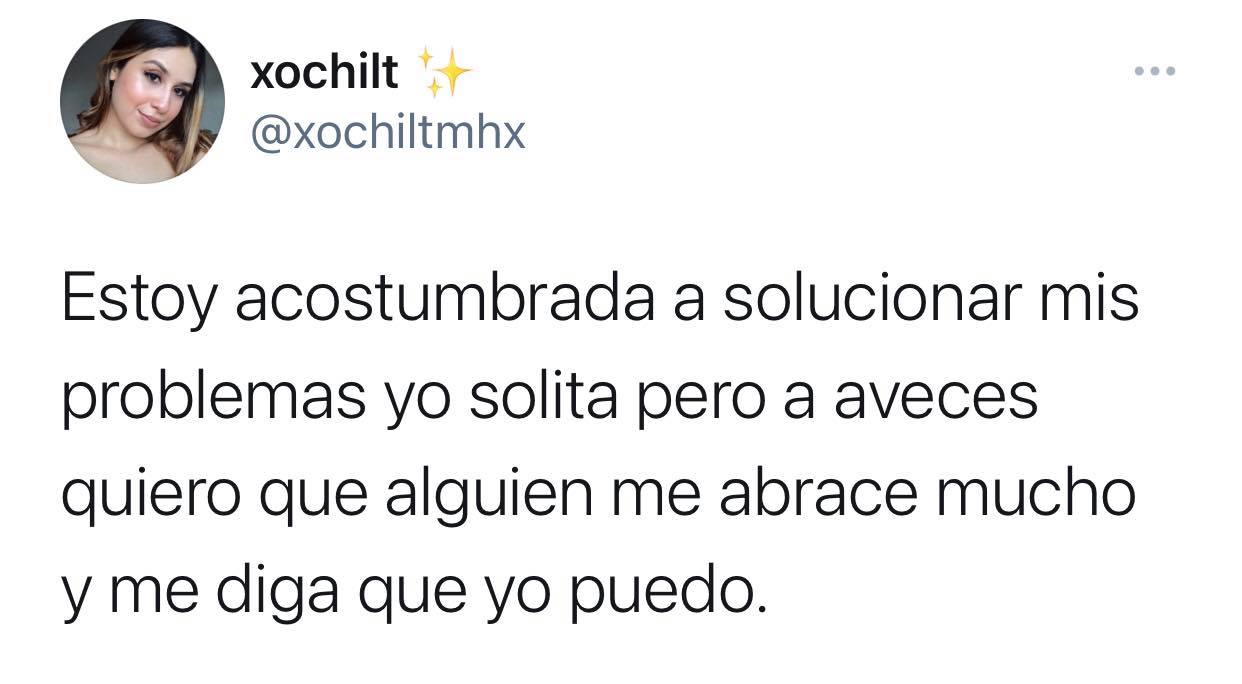 xochilt ✨
@xochiltmhx
Estoy acostumbrada a solucionar mis
problemas yo solita pero a aveces
quiero que alguien me abrace mucho
y me diga que yo puedo.